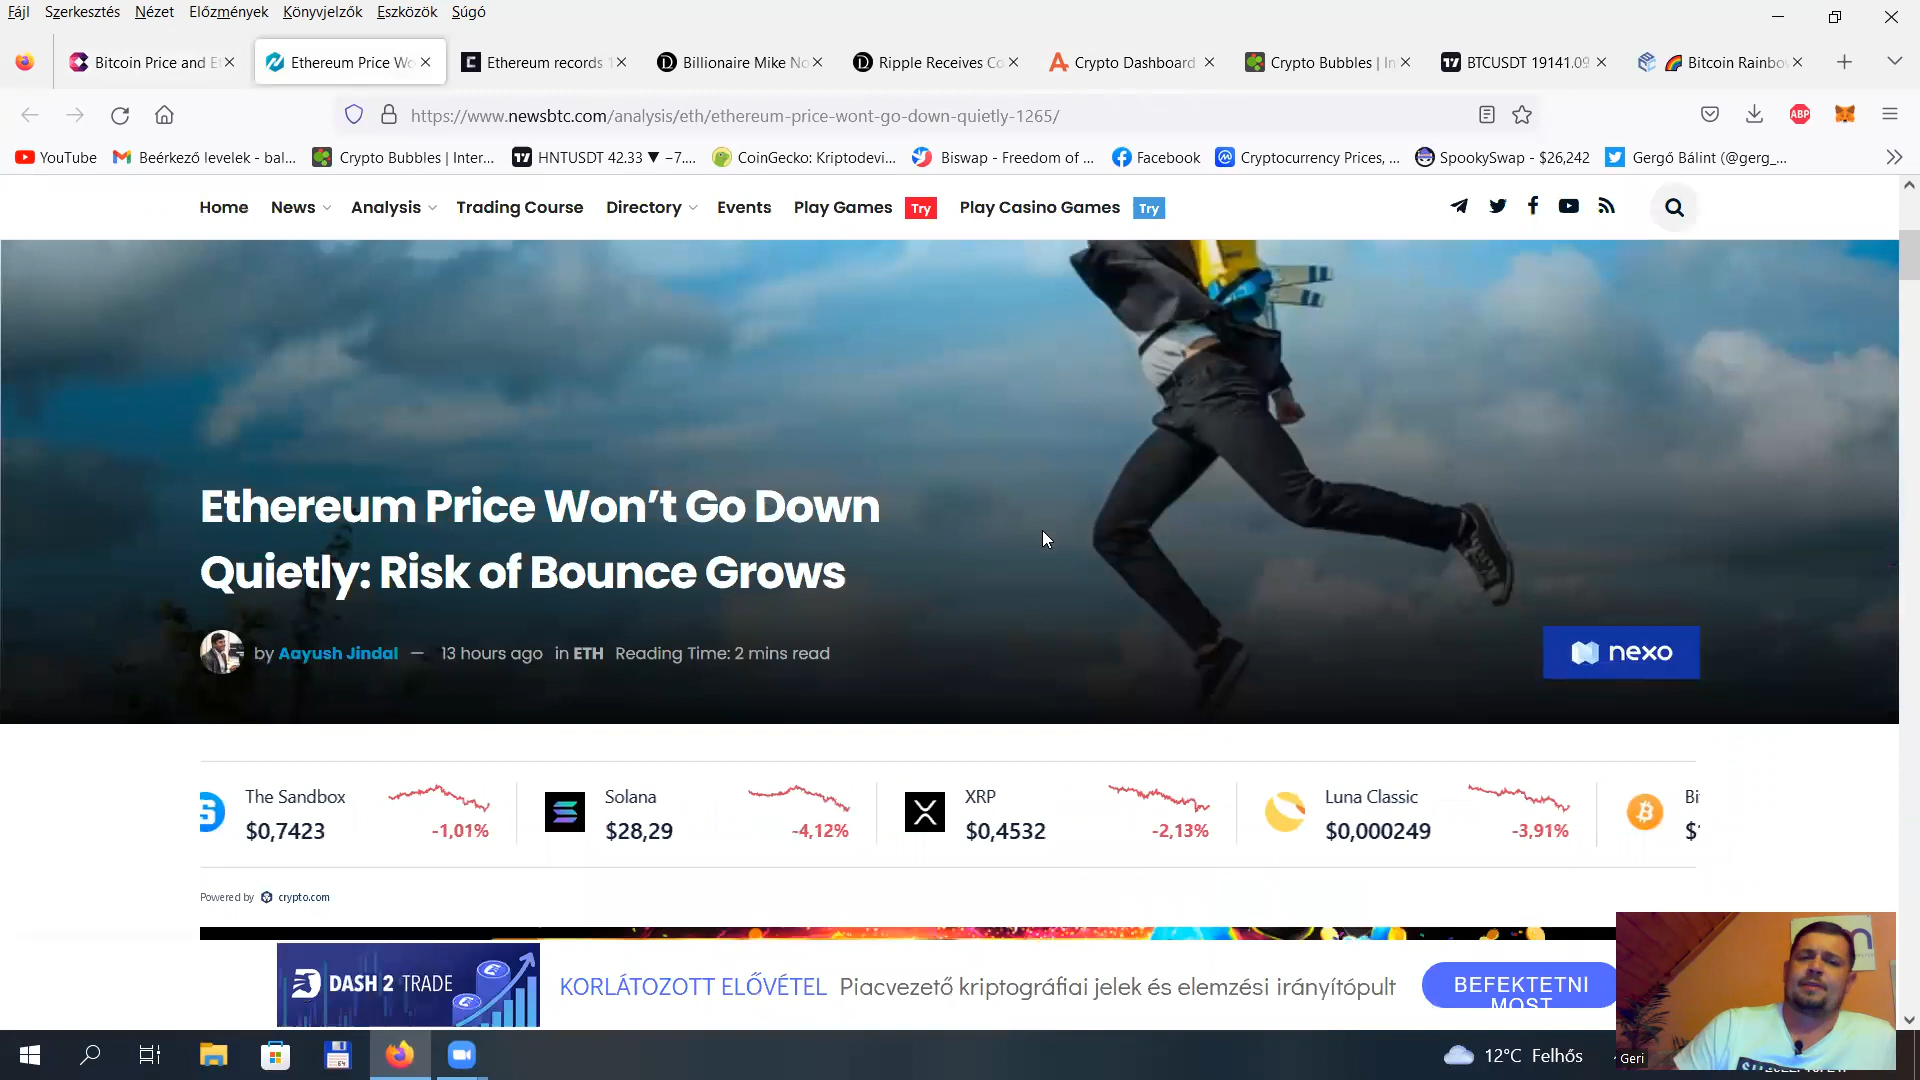 Fájl Szerkesztés Nézet Előzmények Könyvjelzők Eszközök Súgó
Bitcoin Price and E
Ethereum Price Wo
Ethereum records 1
Billionaire Mike No
Ripple Receives Co
Crypto Dashboard
Crypto Bubbles | In
BTCUSDT 19141.09
Bitcoin Rainbo
https://www.newsbtc.com/analysis/eth/ethereum-price-wont-go-down-quietly-1265/
ABP
YouTube
Beérkező levelek - bal...
Crypto Bubbles | Inter...
HNTUSDT 42.33 ▼ −7....
CoinGecko: Kriptodevi...
Biswap - Freedom of ...
Facebook
Cryptocurrency Prices, ...
SpookySwap - $26,242
Gergő Bálint (@gerg_...
Home News Analysis Trading Course Directory Events Play Games Try Play Casino Games Try
Ethereum Price Won’t Go Down
Quietly: Risk of Bounce Grows
by Aayush Jindal — 13 hours ago in ETH Reading Time: 2 mins read
nexo
The Sandbox
$0,7423 -1,01%
Solana
$28,29 -4,12%
XRP
$0,4532 -2,13%
Luna Classic
$0,000249 -3,91%
Bi
$
Powered by crypto.com
DASH 2 TRADE
KORLÁTOZOTT ELŐVÉTEL Piacvezető kriptográfiai jelek és elemzési irányítópult
BEFEKTETNI
MOST
Geri
12°C Felhős